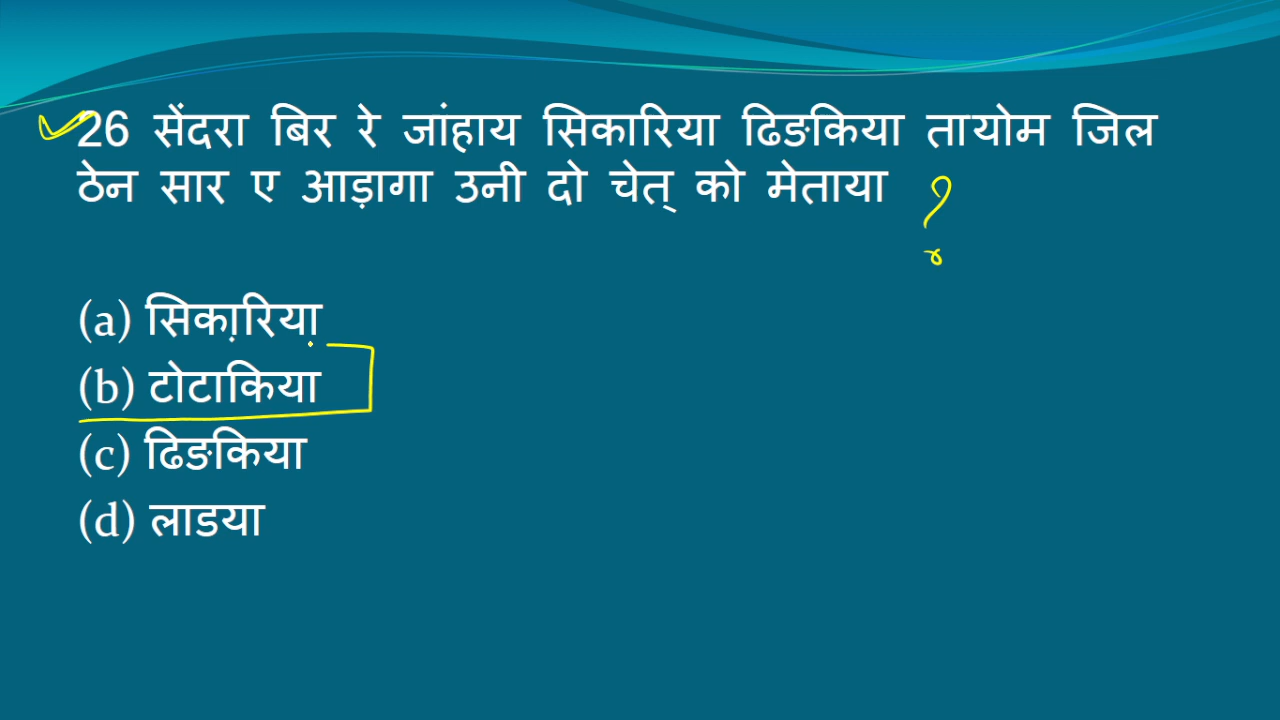 26 सेंदरा बिर रे जांहाय सिकारिया ढिङकिया तायोम जिल
ठेन सार ए आड़ागा उनी दो चेत् को मेताया ?
(a) सिका़रिया़
(b) टोटाकिया
(c) ढिङकिया
(d) लाडया